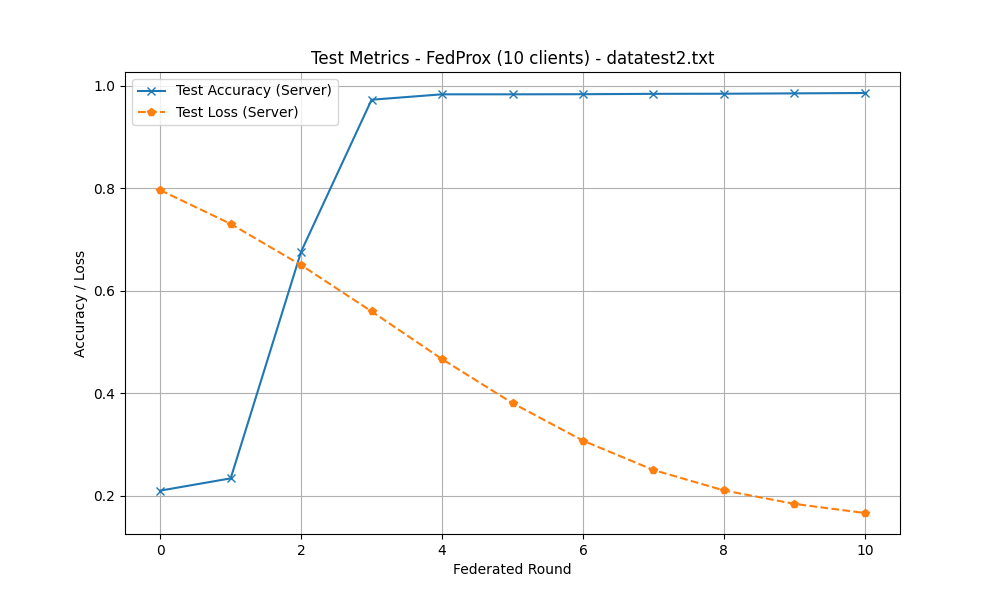 Test Metrics - FedProx (10 clients) - datatest2.txt
Test Accuracy (Server)
Test Loss (Server)
Accuracy / Loss
1.0
0.8
0.6
0.4
0.2
0 2 4 6 8 10
Federated Round